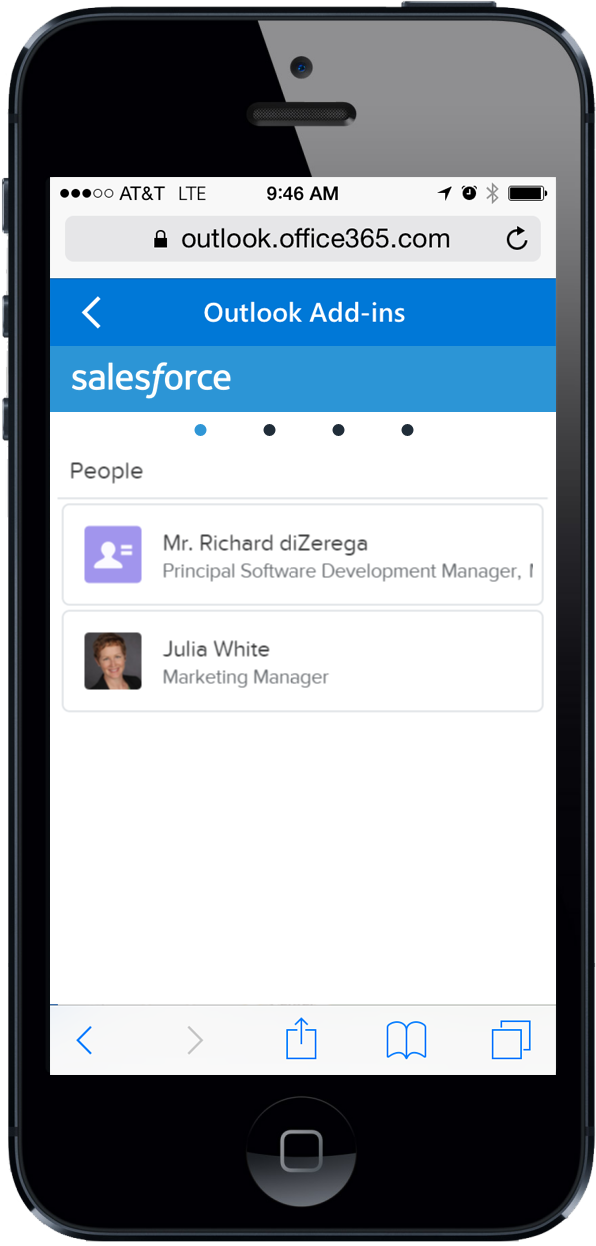 AT&T LTE 9:46 AM
outlook.office365.com
Outlook Add-ins
salesforce
People
Mr. Richard diZerega
Principal Software Development Manager,
Julia White
Marketing Manager